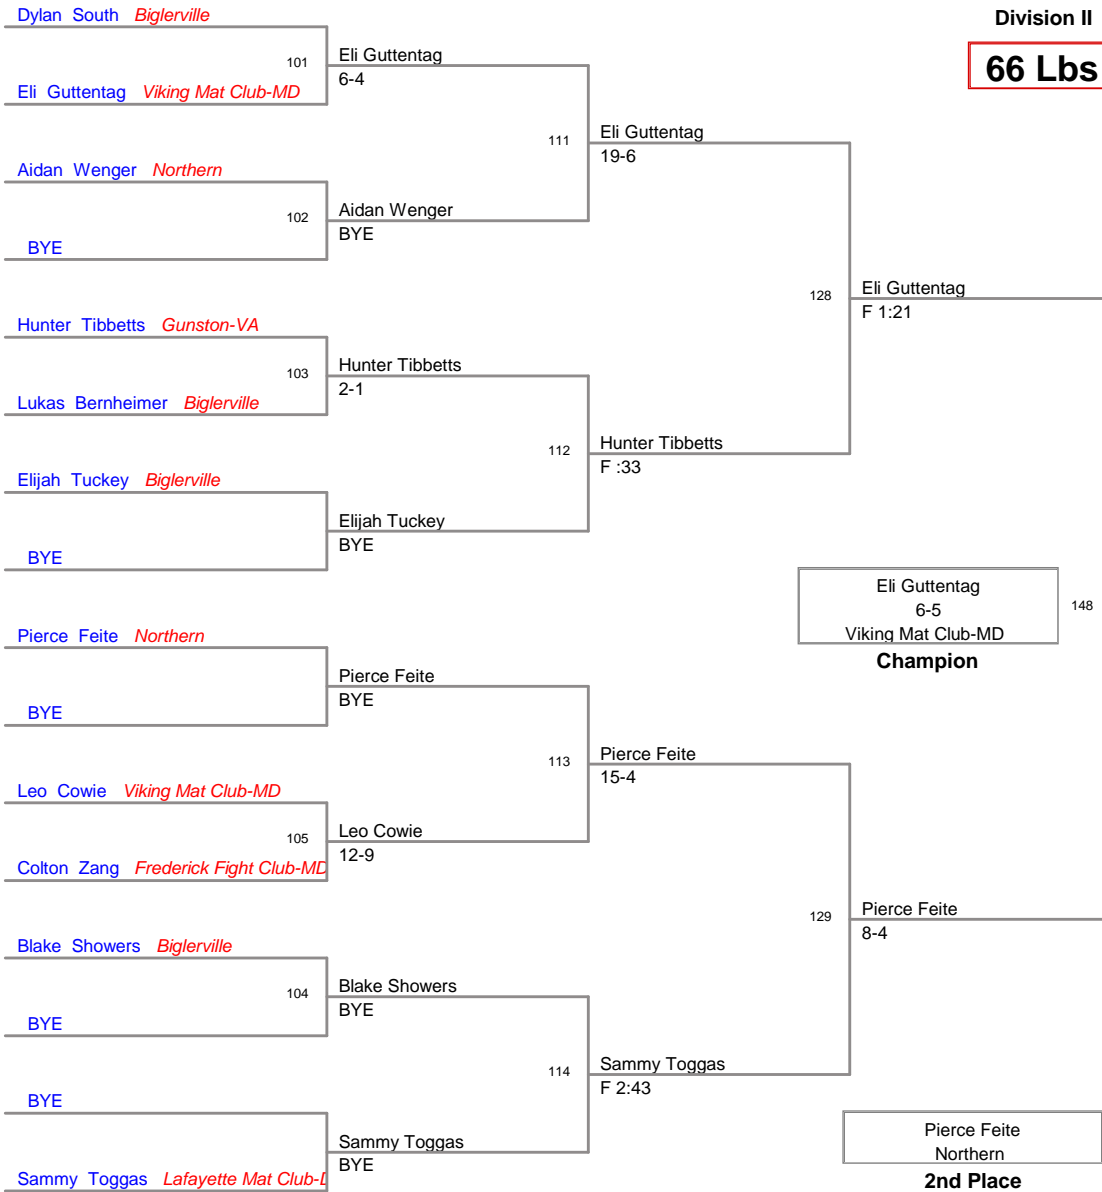 Dylan South Biglerville
Division II
101
Eli Guttentag
6-4
66 Lbs
Eli Guttentag Viking Mat Club-MD
111
Eli Guttentag
19-6
Aidan Wenger Northern
102
Aidan Wenger
BYE
BYE
128
Eli Guttentag
F 1:21
Hunter Tibbetts Gunston-VA
103
Hunter Tibbetts
2-1
Lukas Bernheimer Biglerville
112
Hunter Tibbetts
F :33
Elijah Tuckey Biglerville
Elijah Tuckey
BYE
BYE
Eli Guttentag
6-5
Viking Mat Club-MD
148
Champion
Pierce Feite Northern
Pierce Feite
BYE
BYE
113
Pierce Feite
15-4
Leo Cowie Viking Mat Club-MD
105
Leo Cowie
12-9
Colton Zang Frederick Fight Club-MD
129
Pierce Feite
8-4
Blake Showers Biglerville
104
Blake Showers
BYE
BYE
114
Sammy Toggas
F 2:43
BYE
Sammy Toggas
BYE
Sammy Toggas Lafayette Mat Club-
Pierce Feite
Northern
2nd Place